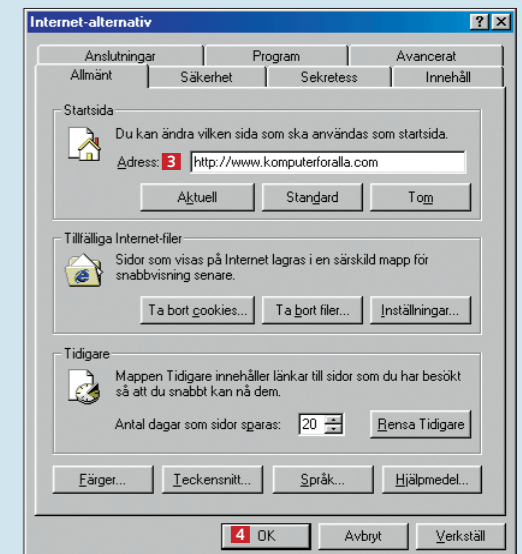 Internet-alternativ
Anslutningar Program Avancerat
Allmänt Säkerhet Sekretess Innehåll
Startsida
Du kan ändra vilken sida som ska användas som startsida.
Adress: 3 http://www.komputerforalla.com
Aktuell Standard Tom
Tillfälliga Internet-filer
Sidor som visas på Internet lagras i en särskild mapp för
snabbvisning senare.
Ta bort cookies... Ta bort filer... Inställningar...
Tidigare
Mappen Tidigare innehåller länkar till sidor som du har besökt
så att du snabbt kan nå dem.
Antal dagar som sidor sparas: 20 Rensa Tidigare
Färger... Teckensnitt... Språk... Hjälpmedel...
4 OK Avbryt Verkställ